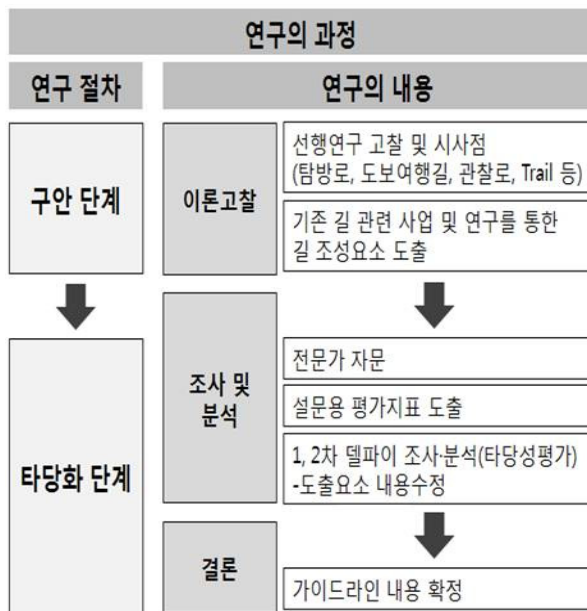 연구의 과정
연구 절차
연구의 내용
구안 단계
이론고찰
선행연구 고찰 및 시사점
(탐방로, 도보여행길, 관찰로, Trail 등)
기존 길 관련 사업 및 연구를 통한
길 조성요소 도출
타당화 단계
조사 및
분석
전문가 자문
설문용 평가지표 도출
1, 2차 델파이 조사·분석(타당성평가)
-도출요소 내용수정
결론
가이드라인 내용 확정